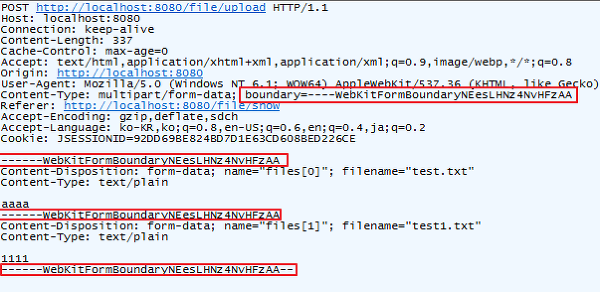 POST http://localhost:8080/file/upload HTTP/1.1
Host: localhost:8080
Connection: keep-alive
Content-Length: 337
Cache-Control: max-age=0
Accept: text/html,application/xhtml+xml,application/xml;q=0.9,image/webp,*/*;q=0.8
Origin: http://localhost:8080
User-Agent: Mozilla/5.0 (Windows NT 6.1; WOW64) AppleWebKit/537.36 (KHTML, like Gecko)
Content-Type: multipart/form-data; boundary=----WebKitFormBoundaryNEesLHNz4NvHFzAA
Referer: http://localhost:8080/file/show
Accept-Encoding: gzip,deflate,sdch
Accept-Language: ko-KR,ko;q=0.8,en-US;q=0.6,en;q=0.4,ja;q=0.2
Cookie: JSESSIONID=92DD69BE824BD7D1E63CD608BED226CE
------WebKitFormBoundaryNEesLHNz4NvHFzAA
Content-Disposition: form-data; name="files[0]"; filename="test.txt"
Content-Type: text/plain
aaaa
------WebKitFormBoundaryNEesLHNz4NvHFzAA
Content-Disposition: form-data; name="files[1]"; filename="test1.txt"
Content-Type: text/plain
1111
------WebKitFormBoundaryNEesLHNz4NvHFzAA--